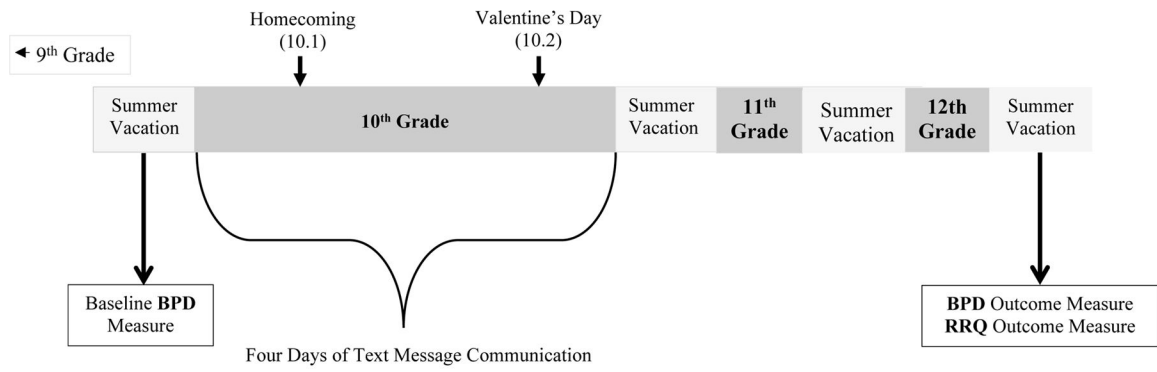 Homecoming
(10.1)
Valentine’s Day
(10.2)
9th Grade
Summer
Vacation
10th Grade
Summer
Vacation
11th
Grade
Summer
Vacation
12th
Grade
Summer
Vacation
Baseline BPD
Measure
BPD Outcome Measure
RRQ Outcome Measure
Four Days of Text Message Communication